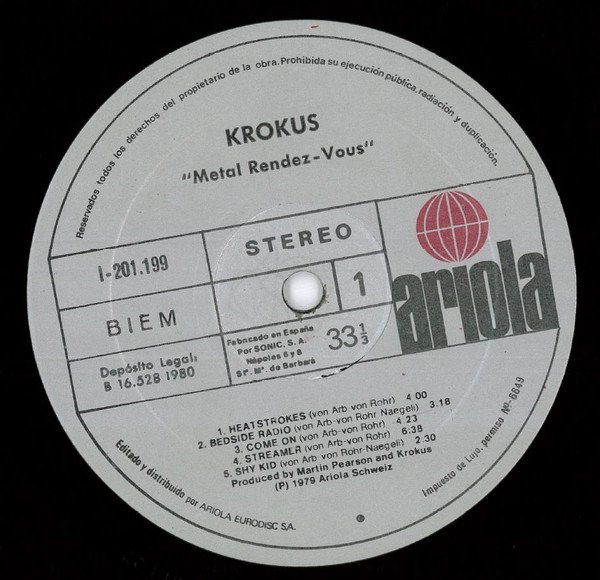 Reservados todos los derechos del propietario de la obra. Prohibida su ejecución pública, radiación y duplicación.
KROKUS
"Metal Rendez-Vous"
I-201.199
STEREO
BIEM
1
ariola
Depósito Legal:
B 16.528 1980
Fabricado en España
Por SONIC, S. A.
Nápoles 6 y 8
Stª. Mª. de Barbará
33 1/3
1. HEATSTROKES (von Arb-von Rohr) 4 00
2. BEDSIDE RADIO (von Arb-von Rohr Naegeli) 3.18
3. COME ON (von Arb-von Rohr) 4.23
4. STREAMER (von Arb-von Rohr) 6:38
5. SHY KID (von Arb von Rohr-Naegeli) 2.30
Produced by Martin Pearson and Krokus
(P) 1979 Ariola Schweiz
Editado y distribuido por ARIOLA EURODISC S.A.
Impuesto de Lujo, permiso No-6649